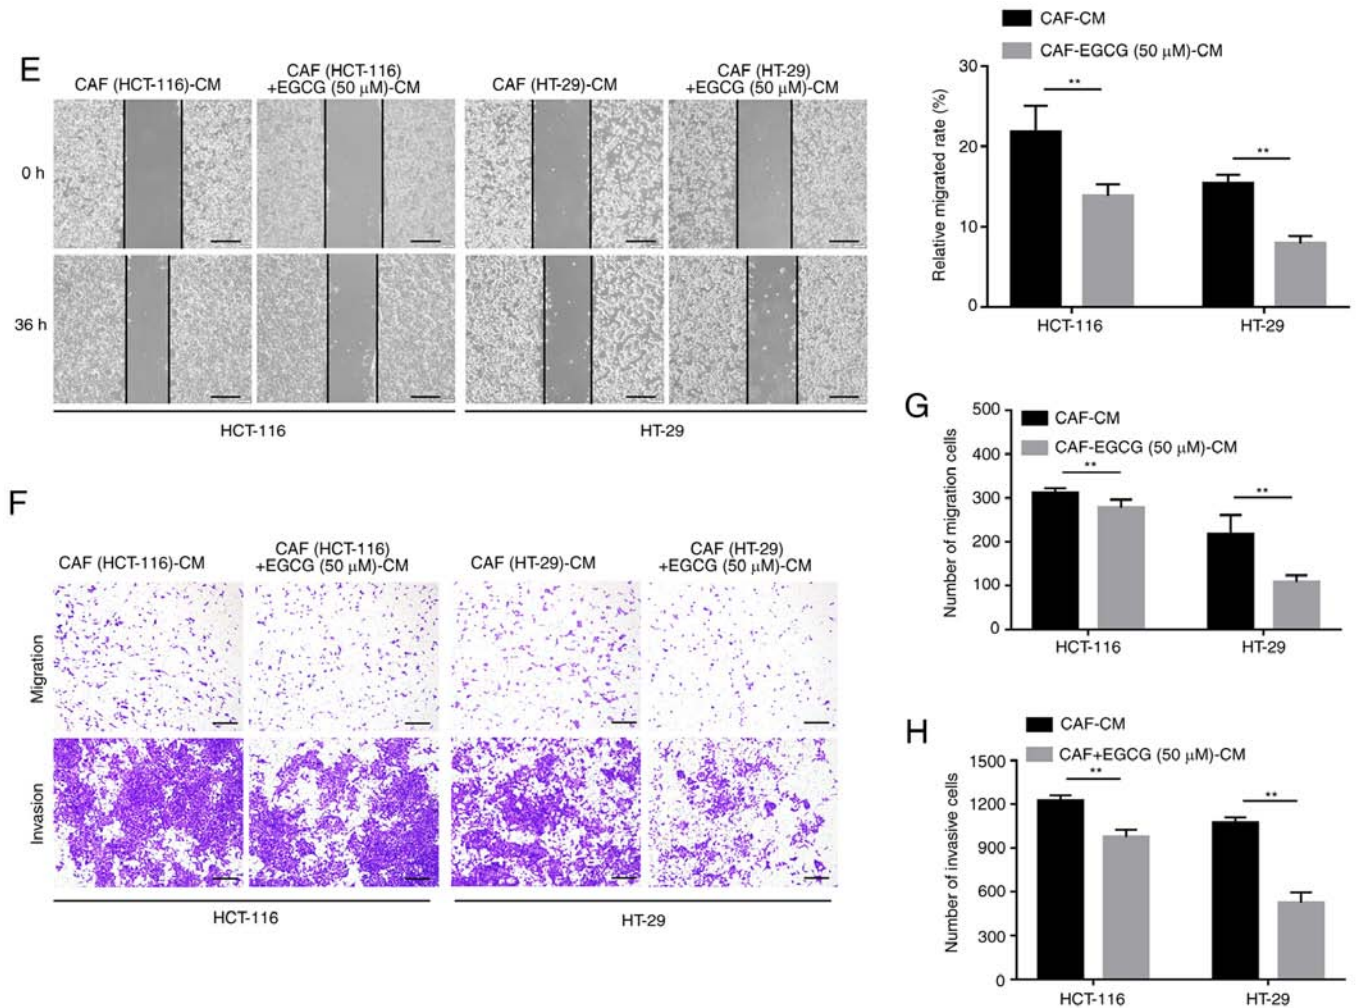 E
CAF (HCT-116)-CM
CAF (HCT-116)
+EGCG (50 μM)-CM
CAF (HT-29)-CM
CAF (HT-29)
+EGCG (50 μM)-CM
0 h
36 h
HCT-116
HT-29
CAF-CM
CAF-EGCG (50 μM)-CM
Relative migrated rate (%)
30
20
10
0
**
**
HCT-116
HT-29
F
CAF (HCT-116)-CM
CAF (HCT-116)
+EGCG (50 μM)-CM
CAF (HT-29)-CM
CAF (HT-29)
+EGCG (50 μM)-CM
Migration
Invasion
HCT-116
HT-29
G
CAF-CM
CAF-EGCG (50 μM)-CM
Number of migration cells
500
400
300
200
100
0
**
**
HCT-116
HT-29
H
CAF-CM
CAF+EGCG (50 μM)-CM
Number of invasive cells
1500
1200
900
600
300
0
**
**
HCT-116
HT-29